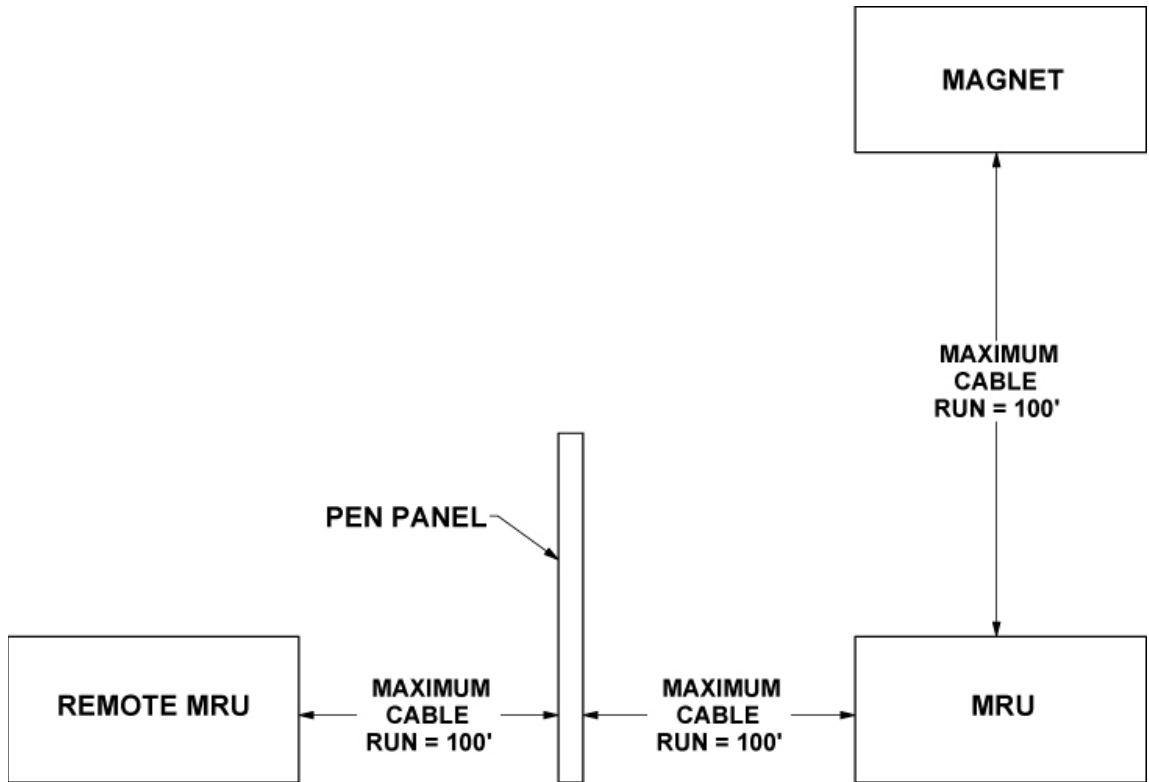 MAGNET
MAXIMUM
CABLE
RUN = 100'
PEN PANEL
REMOTE MRU
MAXIMUM
CABLE
RUN = 100'
MAXIMUM
CABLE
RUN = 100'
MRU